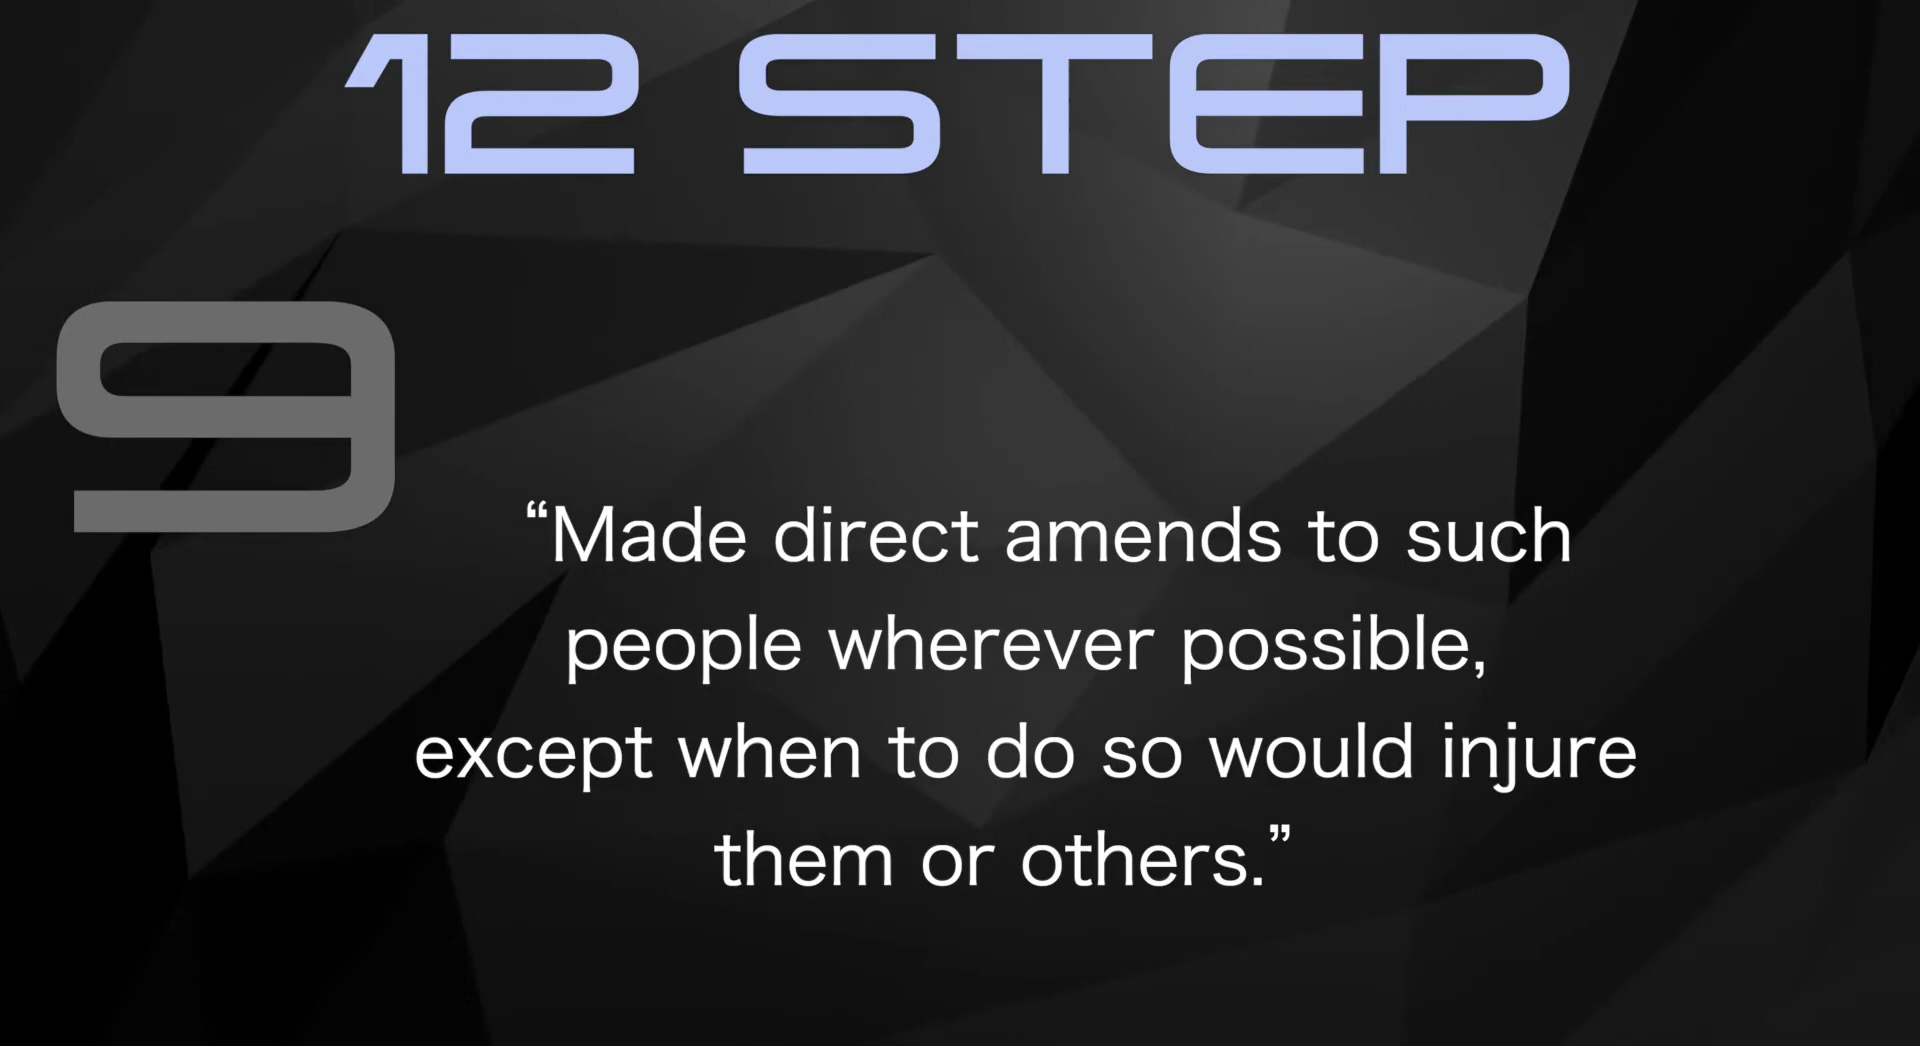 12 STEP
9
“Made direct amends to such
people wherever possible,
except when to do so would injure
them or others.”